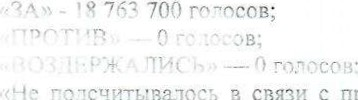 «ЗА» - 18 763 700 голосов;
«ПРОТИВ» — 0 голосов;
«ВОЗДЕРЖАЛИСЬ» — 0 голосов;
«Не подсчитывалось в связи с